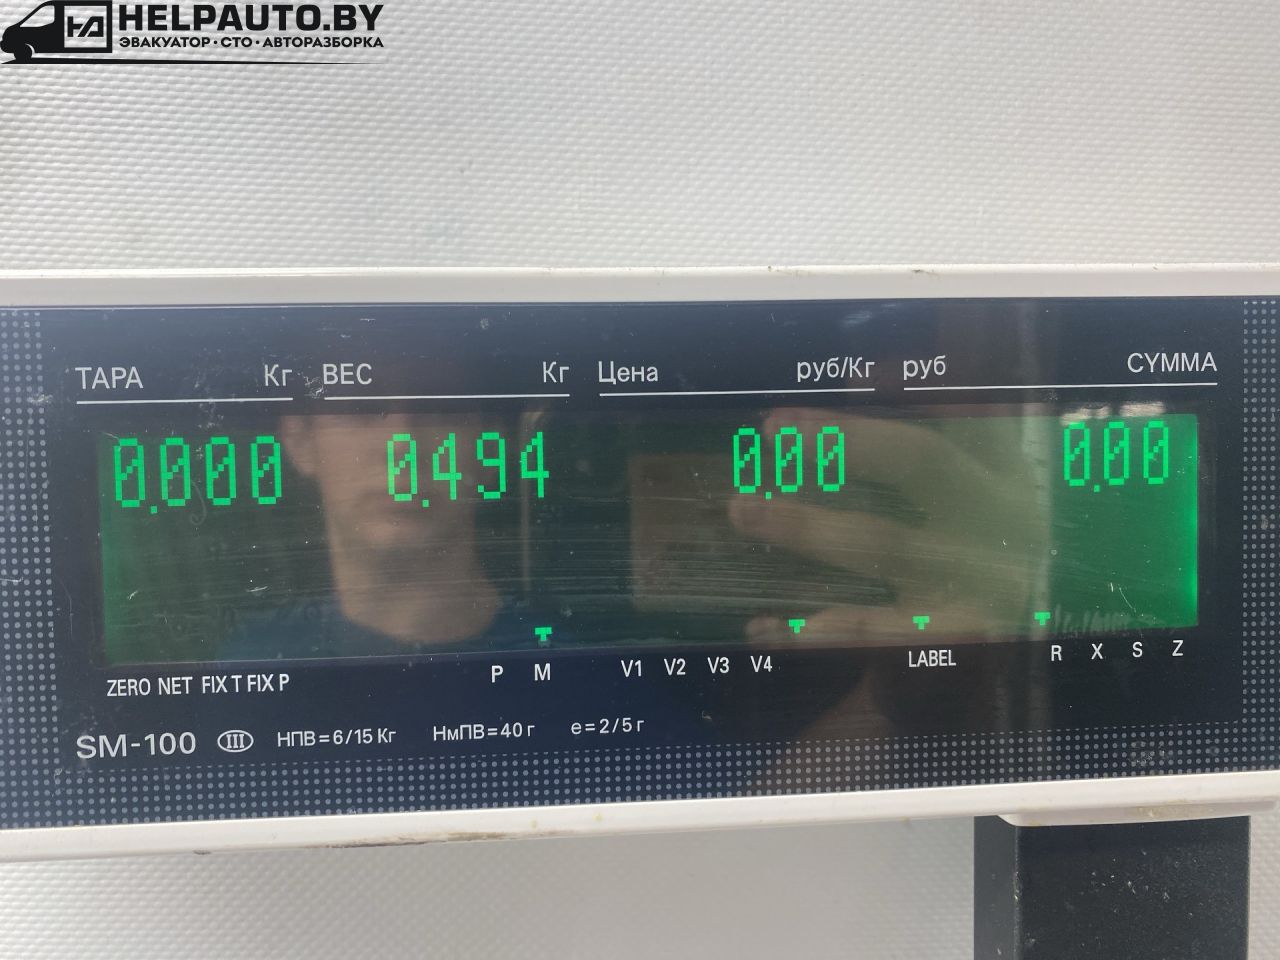 HELPAUTO.BY
ЭВАКУАТОР · СТО · АВТОРАЗБОРКА
ТАРА Кг ВЕС Кг Цена руб/Кг руб СУММА
0.000 0.494 0.00 0.00
ZERO NET FIX T FIX P P M V1 V2 V3 V4 LABEL R X S Z
SM-100 III НПВ=6/15 Кг НмПВ=40 г e=2/5 г